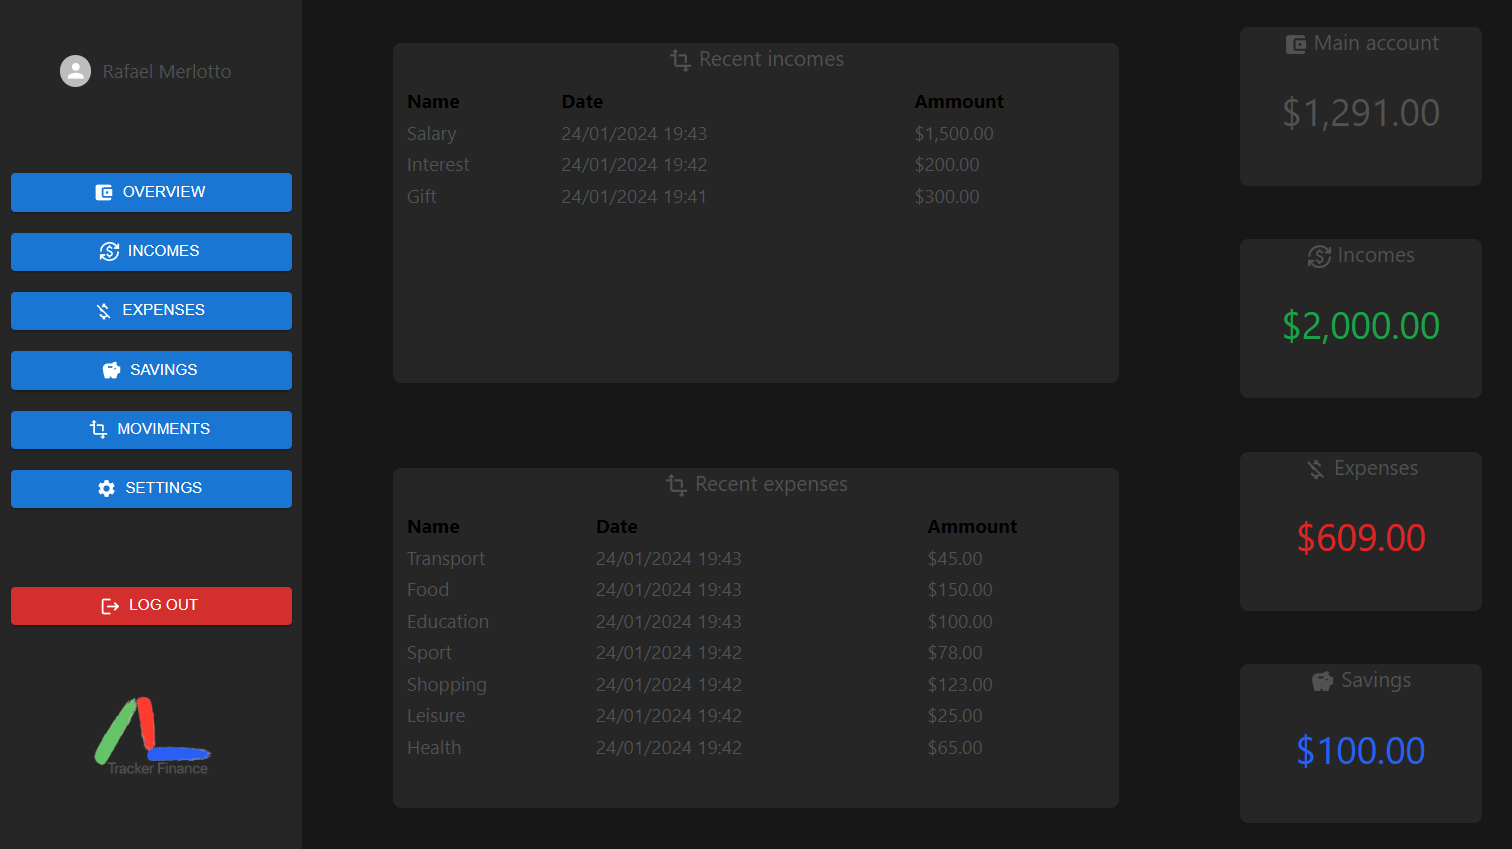 Rafael Merlotto
OVERVIEW
INCOMES
EXPENSES
SAVINGS
MOVIMENTS
SETTINGS
LOG OUT
Tracker Finance
Recent incomes
Name Date Ammount
Salary 24/01/2024 19:43 $1,500.00
Interest 24/01/2024 19:42 $200.00
Gift 24/01/2024 19:41 $300.00
Recent expenses
Name Date Ammount
Transport 24/01/2024 19:43 $45.00
Food 24/01/2024 19:43 $150.00
Education 24/01/2024 19:43 $100.00
Sport 24/01/2024 19:42 $78.00
Shopping 24/01/2024 19:42 $123.00
Leisure 24/01/2024 19:42 $25.00
Health 24/01/2024 19:42 $65.00
Main account
$1,291.00
Incomes
$2,000.00
Expenses
$609.00
Savings
$100.00